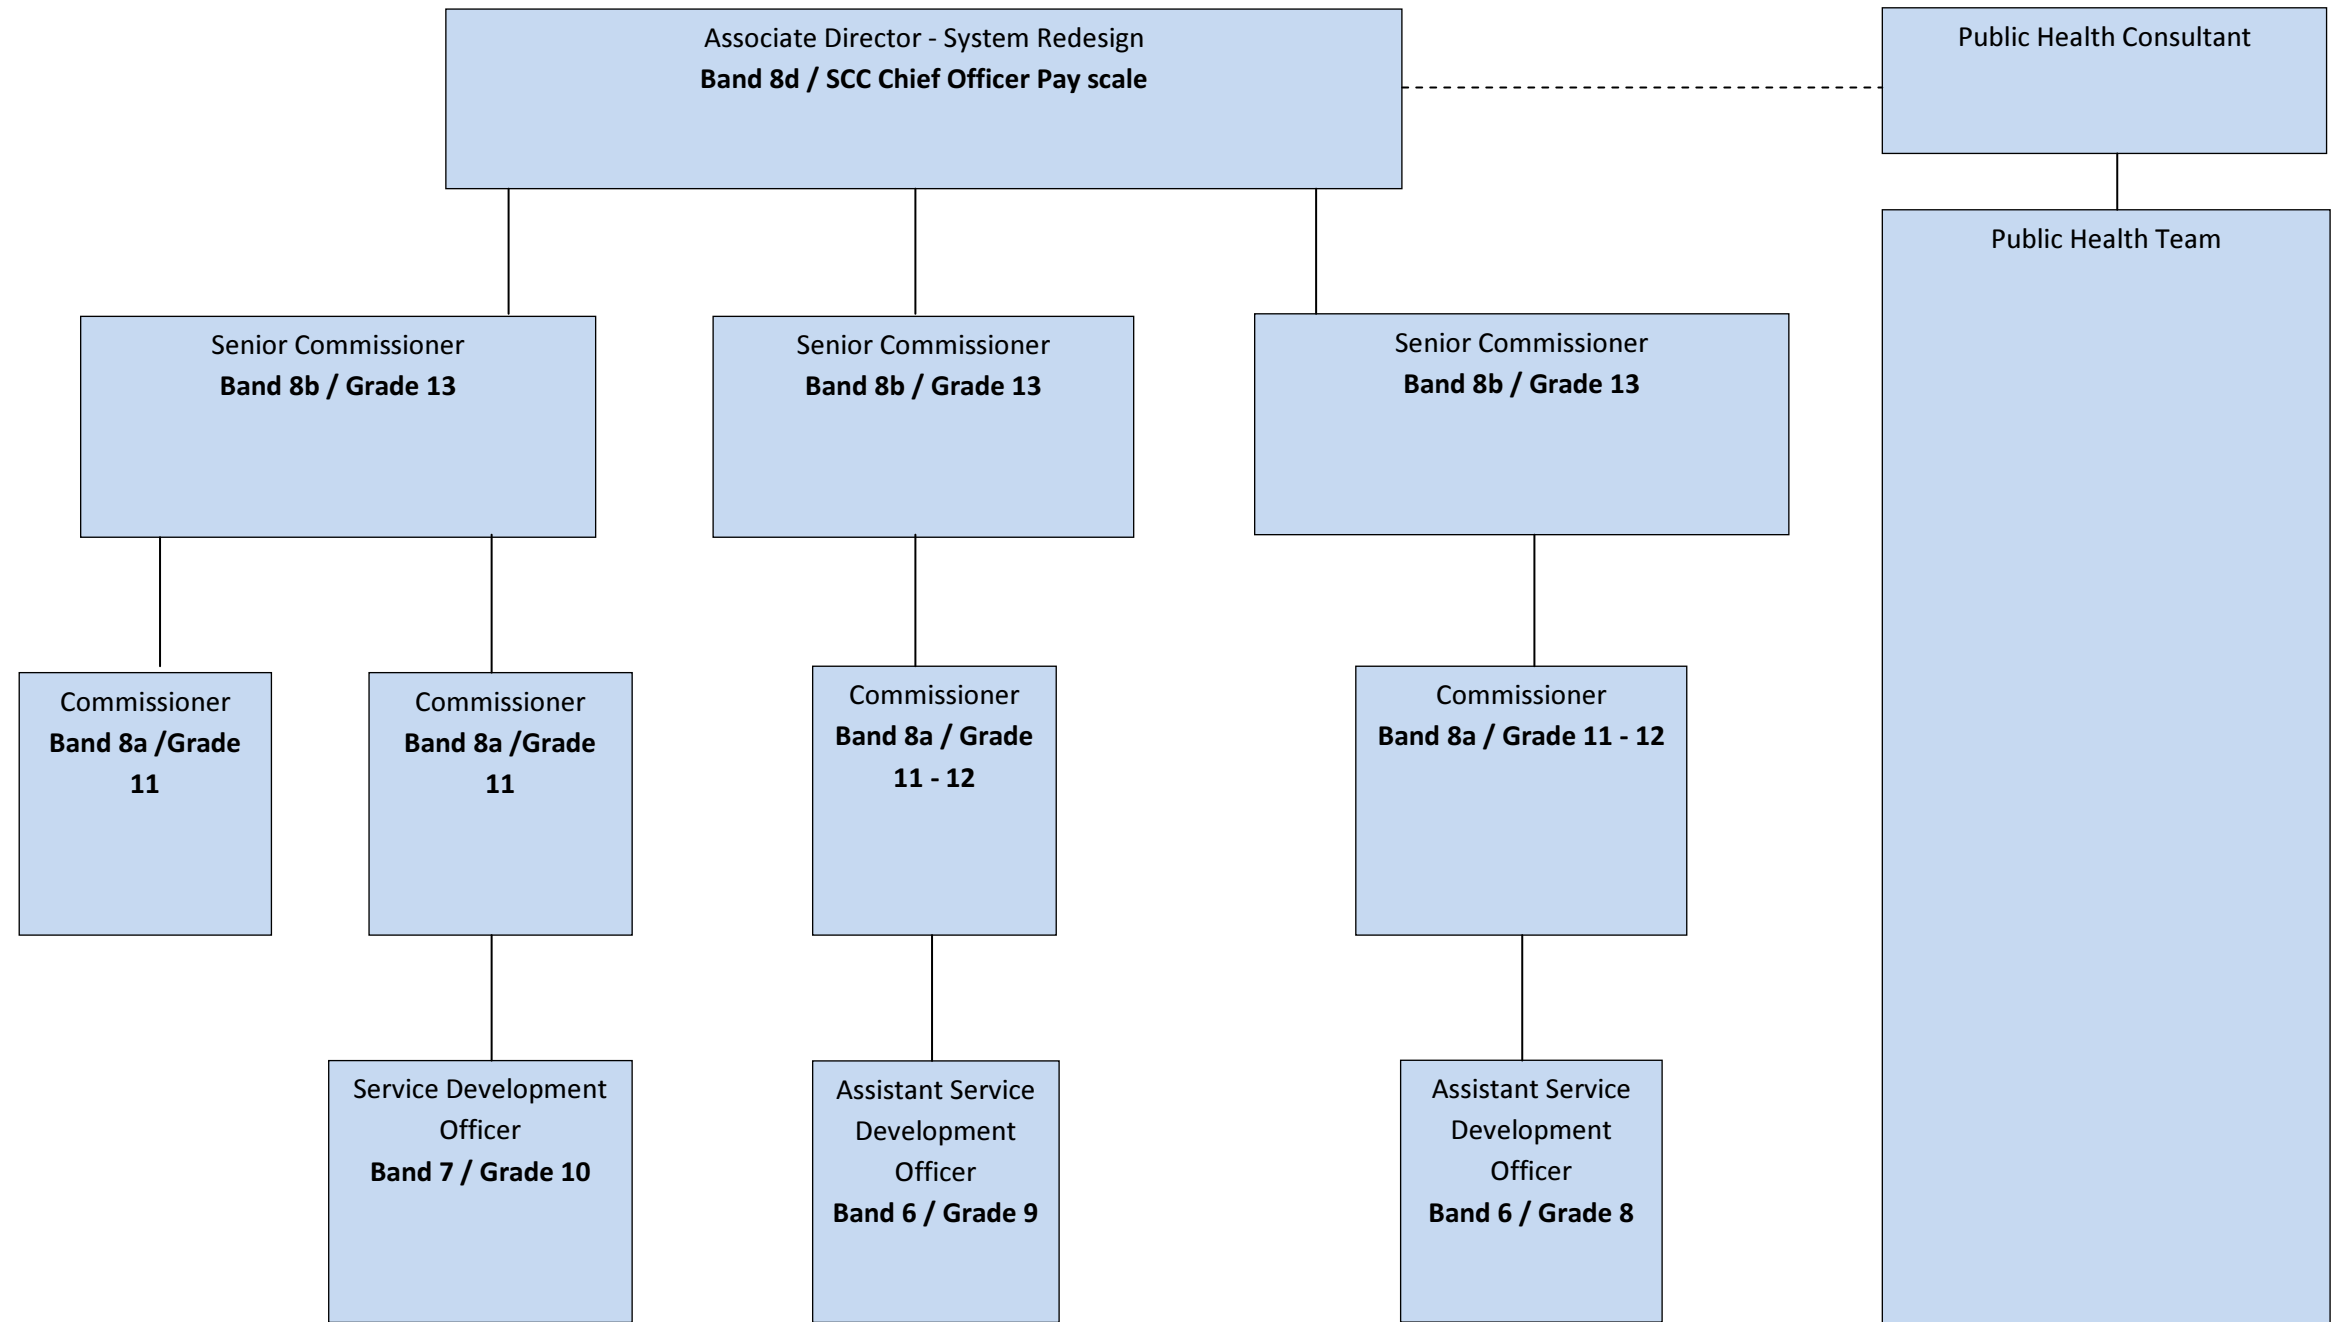 Associate Director - System Redesign
Band 8d / SCC Chief Officer Pay scale
Public Health Consultant
Public Health Team
Senior Commissioner
Band 8b / Grade 13
Senior Commissioner
Band 8b / Grade 13
Senior Commissioner
Band 8b / Grade 13
Commissioner
Band 8a /Grade
11
Commissioner
Band 8a /Grade
11
Commissioner
Band 8a / Grade
11 - 12
Commissioner
Band 8a / Grade 11 - 12
Service Development
Officer
Band 7 / Grade 10
Assistant Service
Development
Officer
Band 6 / Grade 9
Assistant Service
Development
Officer
Band 6 / Grade 8